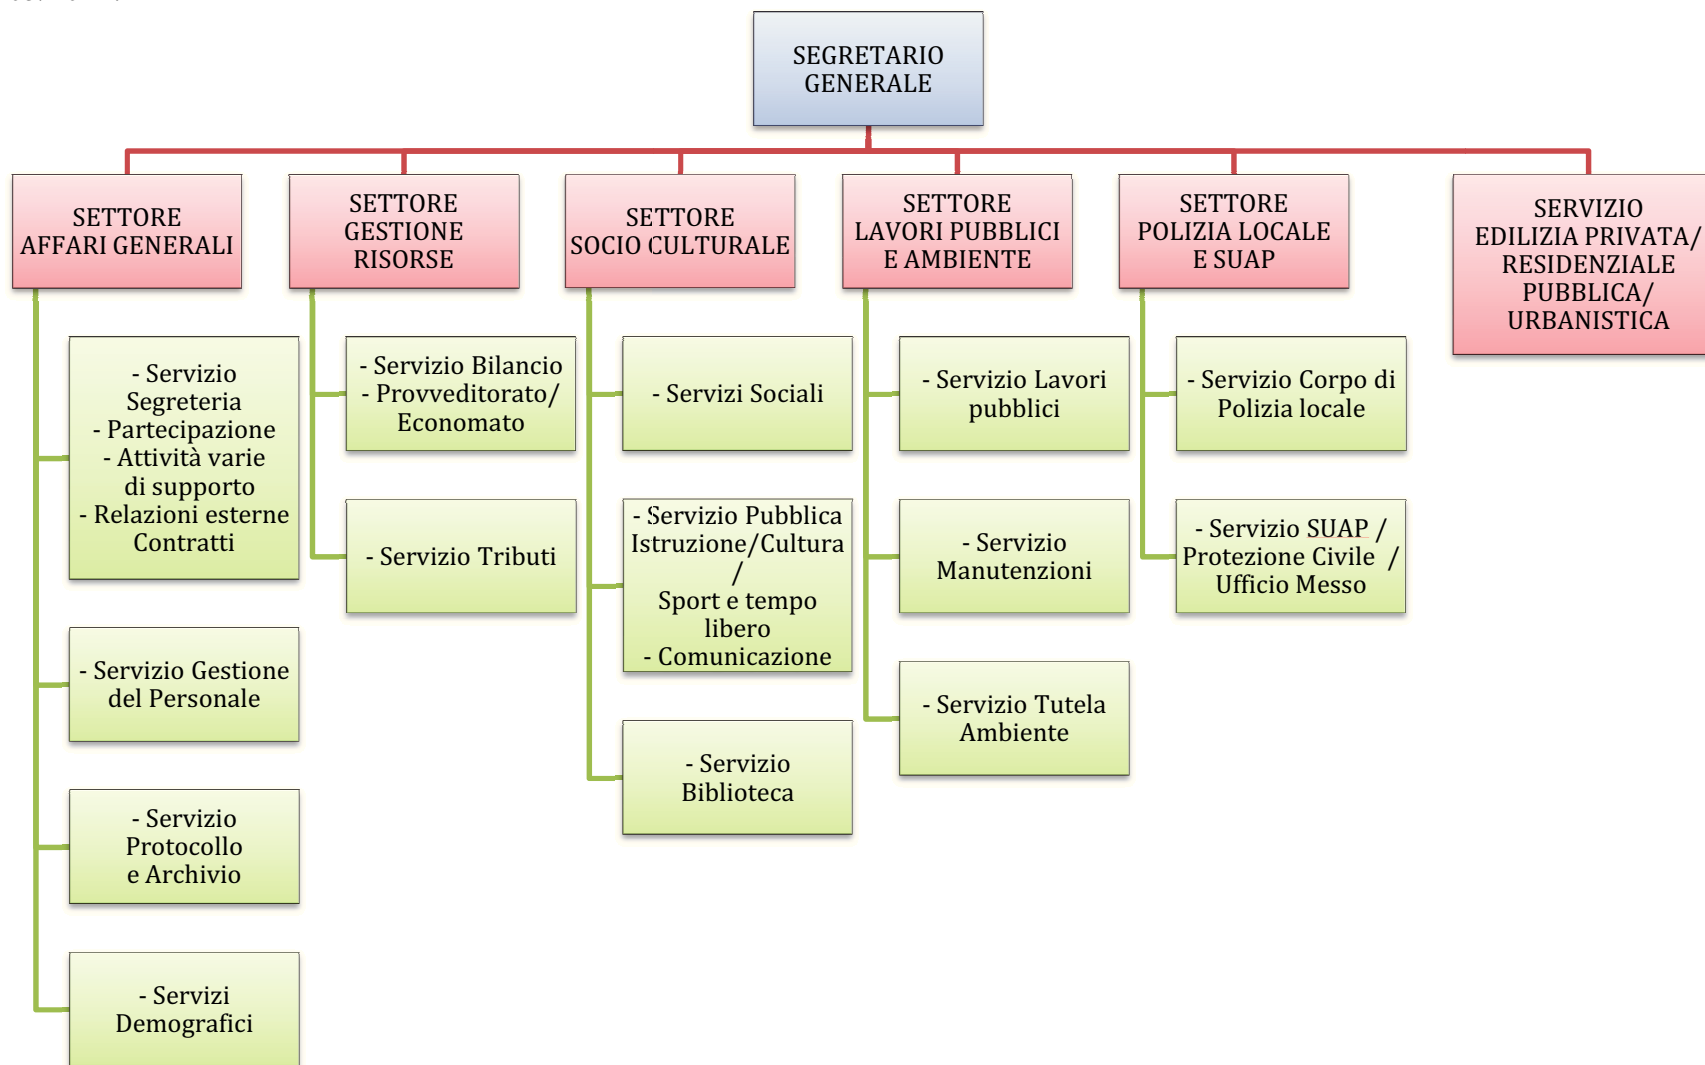 SEGRETARIO
GENERALE
SETTORE
AFFARI GENERALI
SETTORE
GESTIONE
RISORSE
SETTORE
SOCIO CULTURALE
SETTORE
LAVORI PUBBLICI
E AMBIENTE
SETTORE
POLIZIA LOCALE
E SUAP
SERVIZIO
EDILIZIA PRIVATA/
RESIDENZIALE
PUBBLICA/
URBANISTICA
- Servizio
Segreteria
- Partecipazione
- Attività varie
di supporto
- Relazioni esterne
Contratti
- Servizio Gestione
del Personale
- Servizio
Protocollo
e Archivio
- Servizi
Demografici
- Servizio Bilancio
- Provveditorato/
Economato
- Servizio Tributi
- Servizi Sociali
- Servizio Pubblica
Istruzione/Cultura
/
Sport e tempo
libero
- Comunicazione
- Servizio
Biblioteca
- Servizio Lavori
pubblici
- Servizio
Manutenzioni
- Servizio Tutela
Ambiente
- Servizio Corpo di
Polizia locale
- Servizio SUAP /
Protezione Civile /
Ufficio Messo